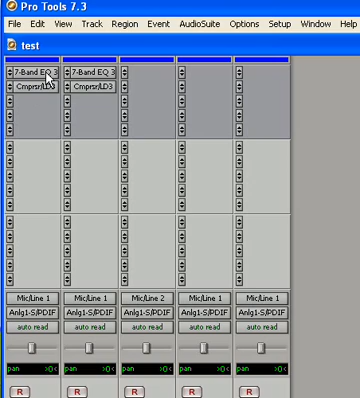 Pro Tools 7.3
File Edit View Track Region Event AudioSuite Options Setup Window Help
test
7-Band EQ 3 7-Band EQ 3
Cmprsr/LD3 Cmprsr/LD3
Mic/Line 1 Mic/Line 1 Mic/Line 2 Mic/Line 1 Mic/Line 1
Anlg1-S/PDIF Anlg1-S/PDIF Anlg1-S/PDIF Anlg1-S/PDIF Anlg1-S/PDIF
auto read auto read auto read auto read auto read
pan >0< pan >0< pan >0< pan >0< pan >0<
R R R R R